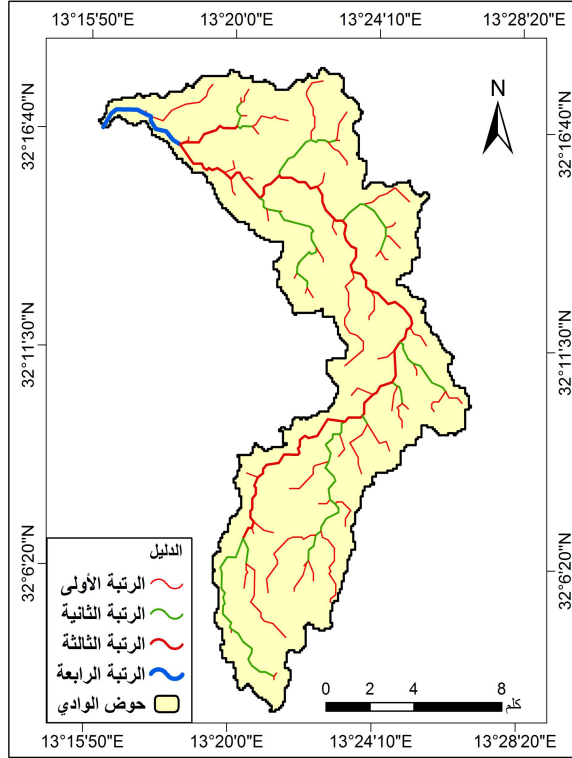 13°15'50"E 13°20'0"E 13°24'10"E 13°28'20"E
N
32°16'40"N
32°16'40"N
32°11'30"N
32°11'30"N
32°6'20"N
32°6'20"N
الدليل
الرتبة الأولى
الرتبة الثانية
الرتبة الثالثة
الرتبة الرابعة
حوض الوادي
0 2 4 8
كلم
13°15'50"E 13°20'0"E 13°24'10"E 13°28'20"E